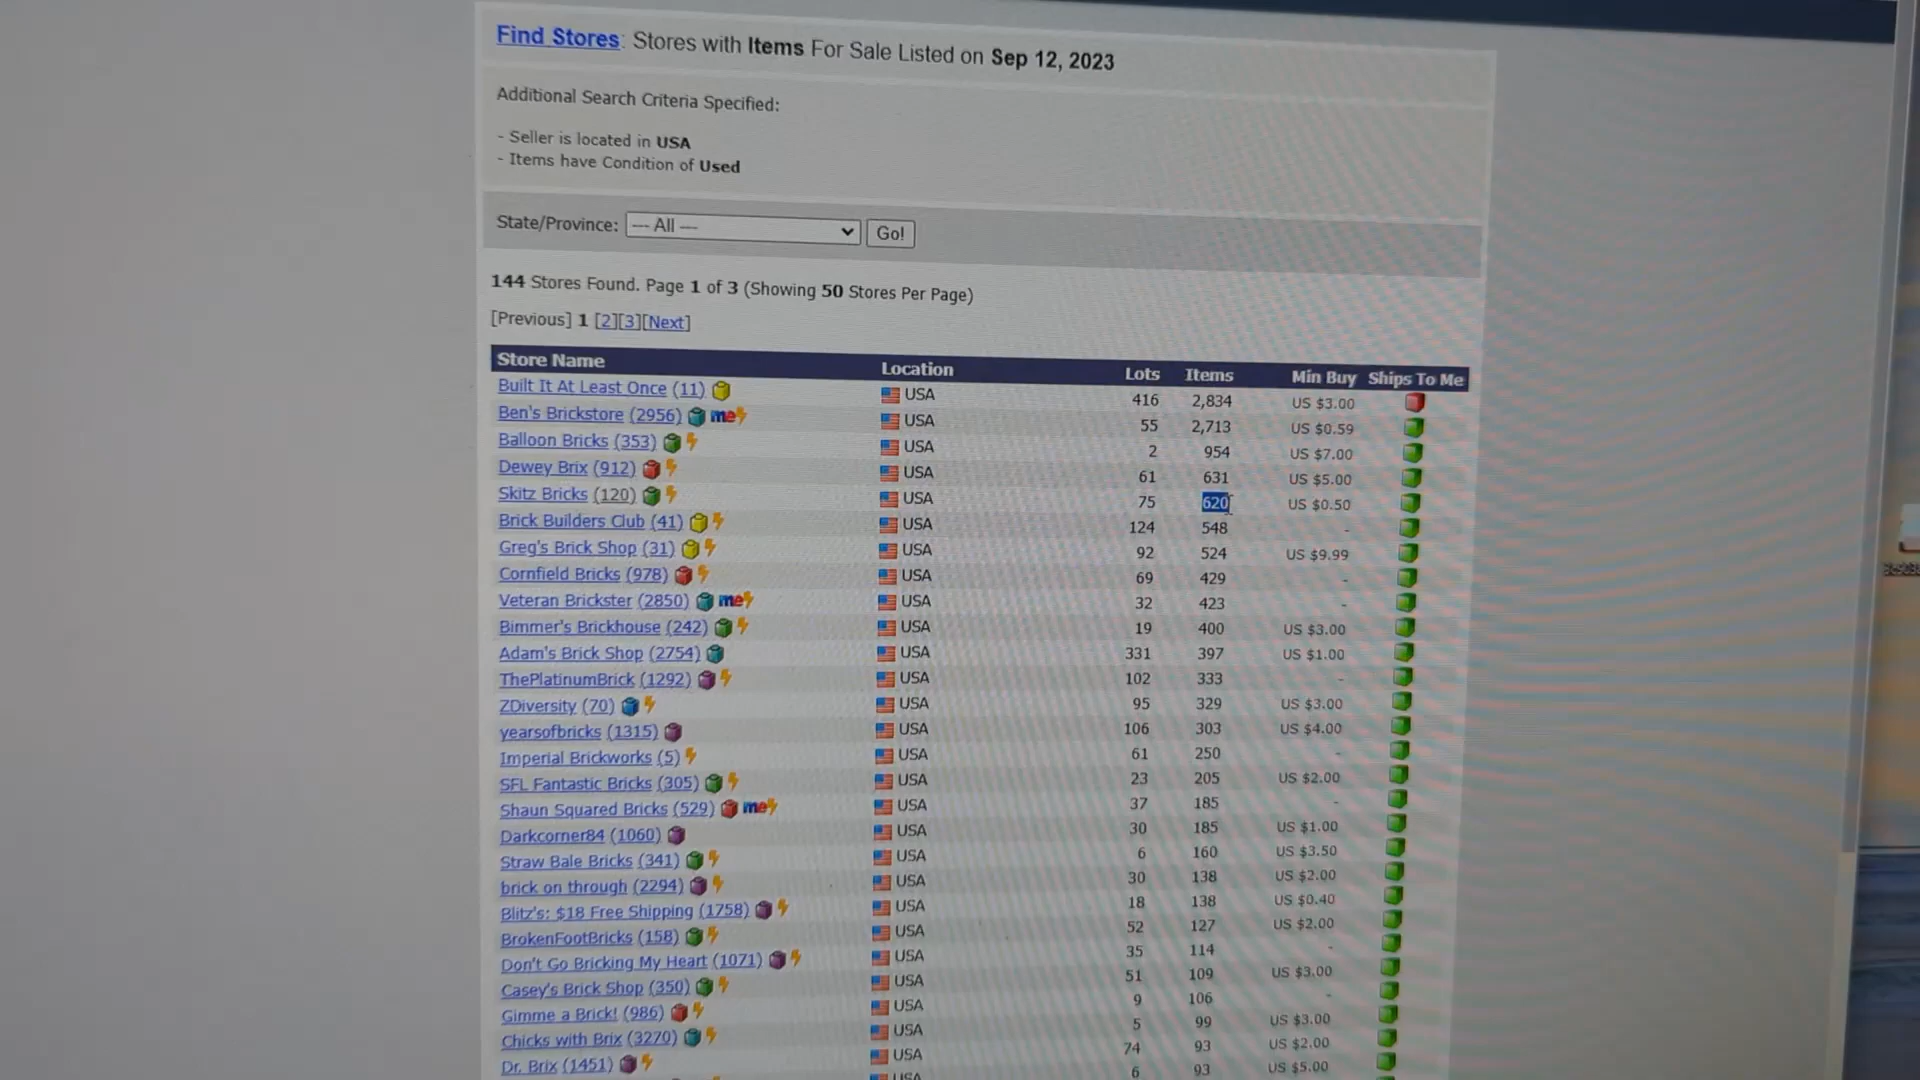 Find Stores: Stores with Items For Sale Listed on Sep 12, 2023
Additional Search Criteria Specified:
- Seller is located in USA
- Items have Condition of Used
State/Province: --- All --- Go!
144 Stores Found. Page 1 of 3 (Showing 50 Stores Per Page)
[Previous] 1 [2][3][Next]
Store Name Location Lots Items Min Buy Ships To Me
Built It At Least Once (11) USA 416 2,834 US $3.00
Ben's Brickstore (2956) me USA 55 2,713 US $0.59
Balloon Bricks (353) USA 2 954 US $7.00
Dewey Brix (912) USA 61 631 US $5.00
Skitz Bricks (120) USA 75 620 US $0.50
Brick Builders Club (41) USA 124 548 -
Greg's Brick Shop (31) USA 92 524 US $9.99
Cornfield Bricks (978) USA 69 429 -
Veteran Brickster (2850) me USA 32 423 -
Bimmer's Brickhouse (242) USA 19 400 US $3.00
Adam's Brick Shop (2754) USA 331 397 US $1.00
ThePlatinumBrick (1292) USA 102 333 -
ZDiversity (70) USA 95 329 US $3.00
yearsofbricks (1315) USA 106 303 US $4.00
Imperial Brickworks (5) USA 61 250 -
SFL Fantastic Bricks (305) USA 23 205 US $2.00
Shaun Squared Bricks (529) me USA 37 185 -
Darkcorner84 (1060) USA 30 185 US $1.00
Straw Bale Bricks (341) USA 6 160 US $3.50
brick on through (2294) USA 30 138 US $2.00
Blitz's: $18 Free Shipping (1758) USA 18 138 US $0.40
BrokenFootBricks (158) USA 52 127 US $2.00
Don't Go Bricking My Heart (1071) USA 35 114 -
Casey's Brick Shop (350) USA 51 109 US $3.00
Gimme a Brick! (986) USA 9 106 -
Chicks with Brix (3270) USA 5 99 US $3.00
Dr. Brix (1451) USA 74 93 US $2.00
USA 6 93 US $5.00